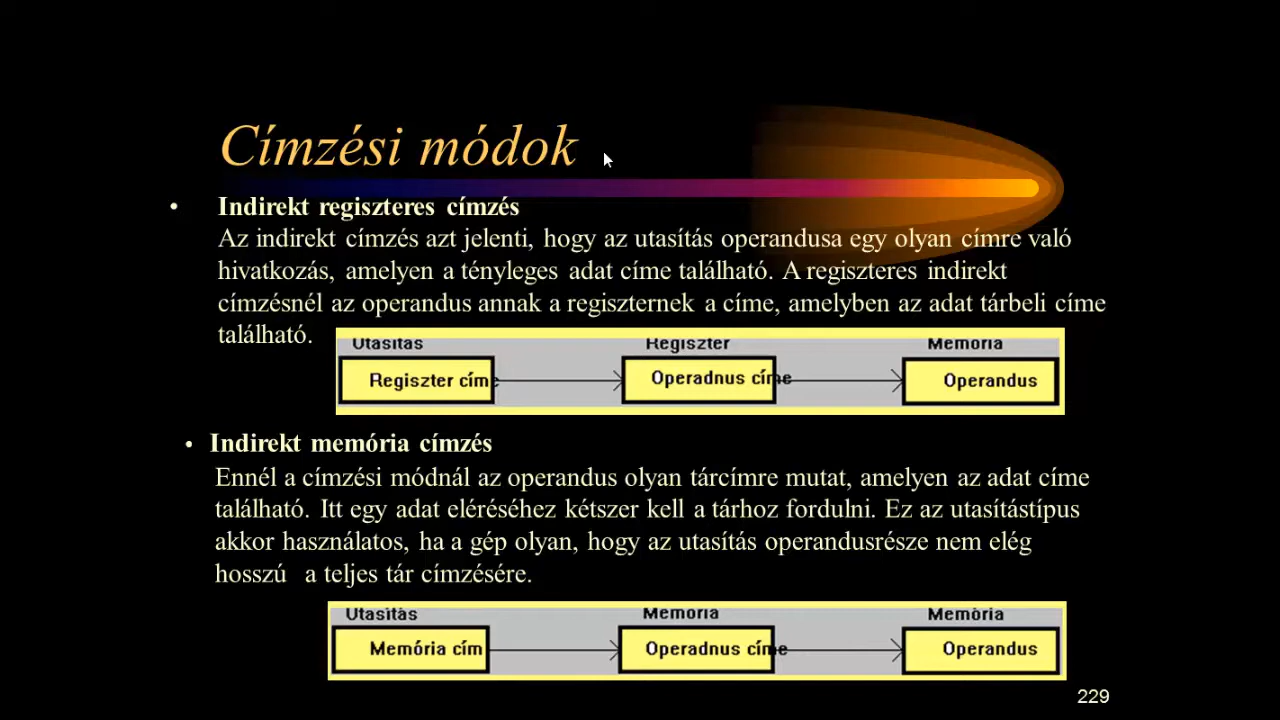 Címzési módok
• Indirekt regiszteres címzés
Az indirekt címzés azt jelenti, hogy az utasítás operandusa egy olyan címre való
hivatkozás, amelyen a tényleges adat címe található. A regiszteres indirekt
címzésnél az operandus annak a regiszternek a címe, amelyben az adat tárbeli címe
található.
Utasítás Regiszter Memória
Regiszter címe Operadnus címe Operandus
• Indirekt memória címzés
Ennél a címzési módnál az operandus olyan tárcímre mutat, amelyen az adat címe
található. Itt egy adat eléréséhez kétszer kell a tárhoz fordulni. Ez az utasítástípus
akkor használatos, ha a gép olyan, hogy az utasítás operandusrésze nem elég
hosszú a teljes tár címzésére.
Utasítás Memória Memória
Memória cím Operadnus címe Operandus
229